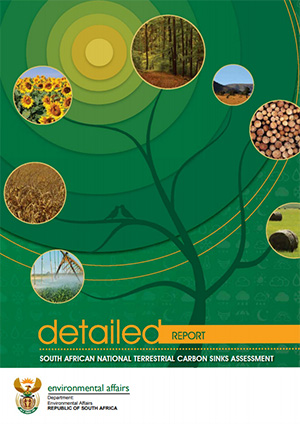 detailed REPORT
SOUTH AFRICAN NATIONAL TERRESTRIAL CARBON SINKS ASSESSMENT
environmental affairs
Department:
Environmental Affairs
REPUBLIC OF SOUTH AFRICA